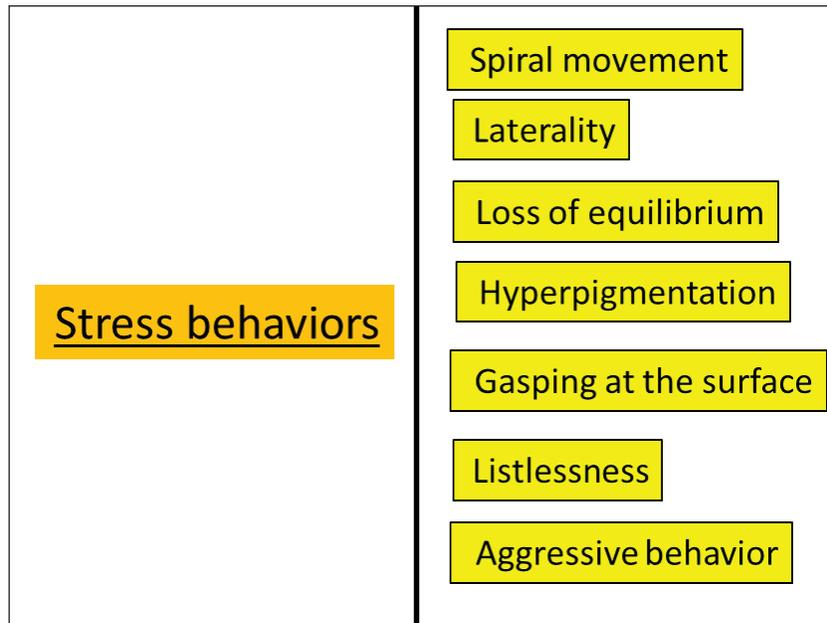 Stress behaviors
Spiral movement
Laterality
Loss of equilibrium
Hyperpigmentation
Gasping at the surface
Listlessness
Aggressive behavior